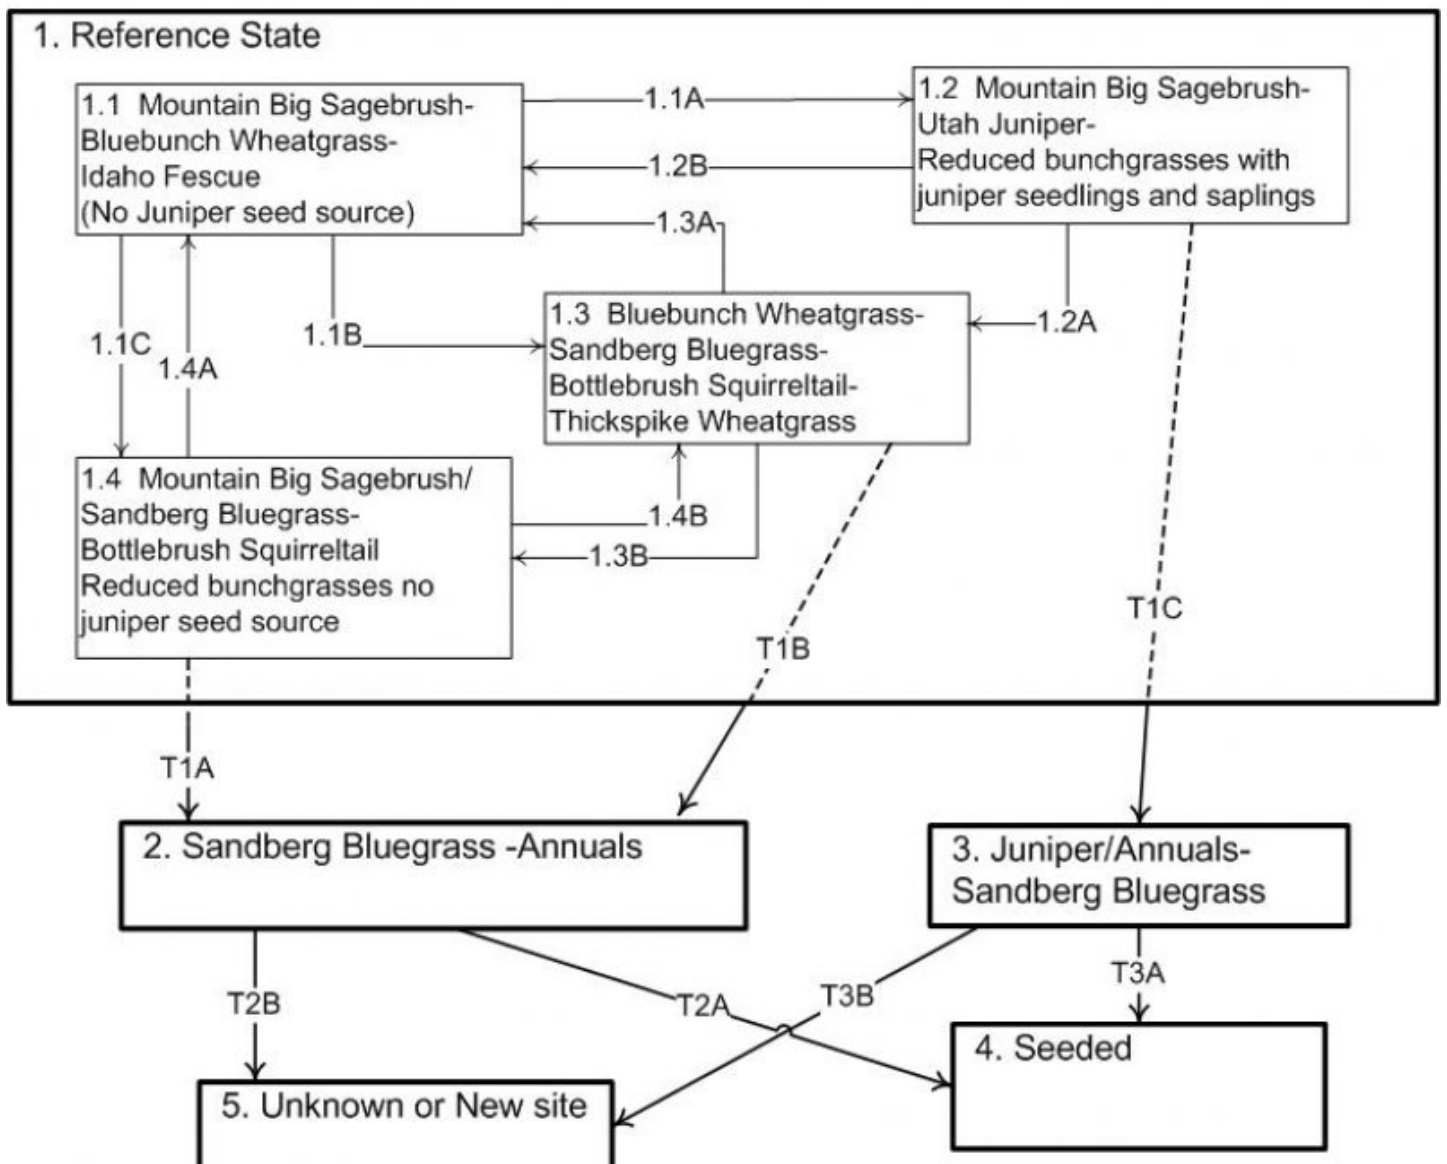 1. Reference State
1.1 Mountain Big Sagebrush-
Bluebunch Wheatgrass-
Idaho Fescue
(No Juniper seed source)
1.1A
1.2B
1.3A
1.2 Mountain Big Sagebrush-
Utah Juniper-
Reduced bunchgrasses with
juniper seedlings and saplings
1.1C
1.4A
1.1B
1.3 Bluebunch Wheatgrass-
Sandberg Bluegrass-
Bottlebrush Squirreltail-
Thickspike Wheatgrass
1.2A
1.4 Mountain Big Sagebrush/
Sandberg Bluegrass-
Bottlebrush Squirreltail
Reduced bunchgrasses no
juniper seed source
1.4B
1.3B
T1B
T1C
T1A
2. Sandberg Bluegrass -Annuals
3. Juniper/Annuals-
Sandberg Bluegrass
T2B
T2A
T3B
T3A
4. Seeded
5. Unknown or New site